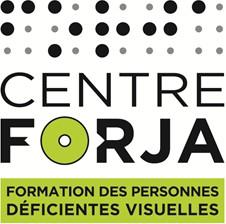 CENTRE
FORJA
FORMATION DES PERSONNES
DÉFICIENTES VISUELLES